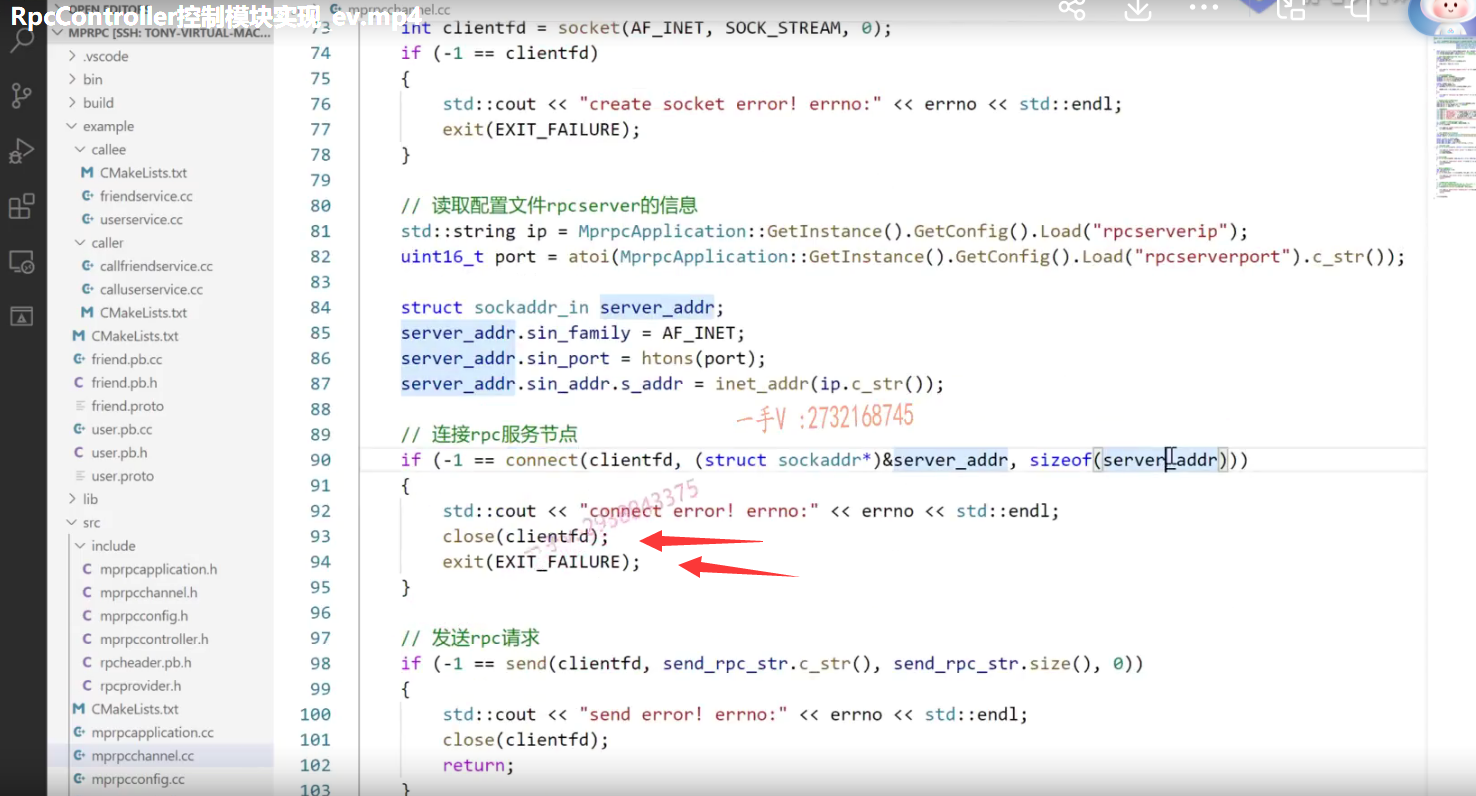 RpcController控制模块实现_ev.mp4
OPEN EDITORS
mprpcchannel.cc
MPRPC [SSH: TONY-VIRTUAL-MAC...
.vscode
bin
build
example
callee
CMakeLists.txt
friendservice.cc
userservice.cc
caller
callfriendservice.cc
calluserservice.cc
CMakeLists.txt
CMakeLists.txt
friend.pb.cc
friend.pb.h
friend.proto
user.pb.cc
user.pb.h
user.proto
lib
src
include
mprpcapplication.h
mprpcchannel.h
mprpcconfig.h
mprpccontroller.h
rpcheader.pb.h
rpcprovider.h
CMakeLists.txt
mprpcapplication.cc
mprpcchannel.cc
mprpcconfig.cc
73 int clientfd = socket(AF_INET, SOCK_STREAM, 0);
74 if (-1 == clientfd)
75 {
76 std::cout << "create socket error! errno:" << errno << std::endl;
77 exit(EXIT_FAILURE);
78 }
79
80 // 读取配置文件rpcserver的信息
81 std::string ip = MprpcApplication::GetInstance().GetConfig().Load("rpcserverip");
82 uint16_t port = atoi(MprpcApplication::GetInstance().GetConfig().Load("rpcserverport").c_str());
83
84 struct sockaddr_in server_addr;
85 server_addr.sin_family = AF_INET;
86 server_addr.sin_port = htons(port);
87 server_addr.sin_addr.s_addr = inet_addr(ip.c_str());
88
一手V :2732168745
89 // 连接rpc服务节点
90 if (-1 == connect(clientfd, (struct sockaddr*)&server_addr, sizeof(server_addr)))
91 {
92 std::cout << "connect error! errno:" << errno << std::endl;
93 close(clientfd);
94 exit(EXIT_FAILURE);
95 }
96
97 // 发送rpc请求
98 if (-1 == send(clientfd, send_rpc_str.c_str(), send_rpc_str.size(), 0))
99 {
100 std::cout << "send error! errno:" << errno << std::endl;
101 close(clientfd);
102 return;
103 }